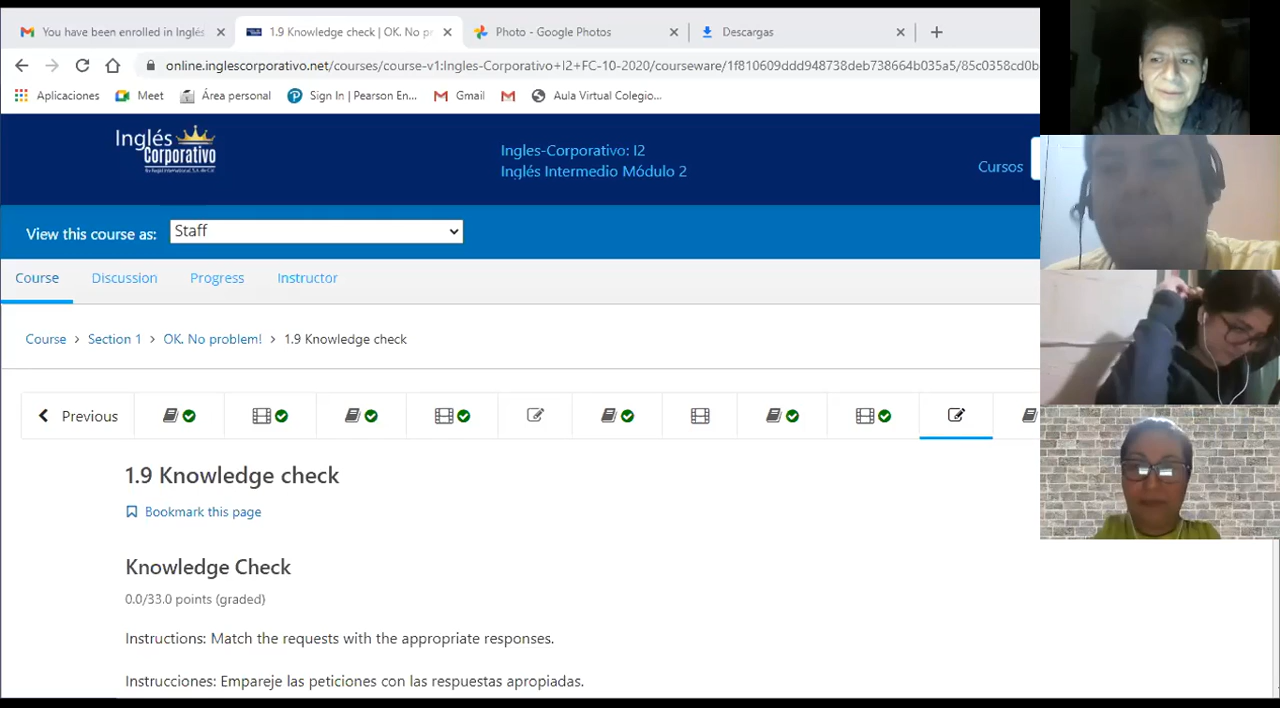 You have been enrolled in Inglés
1.9 Knowledge check | OK. No pr
Photo - Google Photos
Descargas
online.inglescorporativo.net/courses/course-v1:Ingles-Corporativo+I2+FC-10-2020/courseware/1f810609ddd948738deb738664b035a5/85c0358cd0b
Aplicaciones
Meet
Área personal
Sign In | Pearson En...
Gmail
Aula Virtual Colegio...
Inglés
Corporativo
Ingles-Corporativo: I2
Inglés Intermedio Módulo 2
Cursos
View this course as:
Staff
Course
Discussion
Progress
Instructor
Course > Section 1 > OK. No problem! > 1.9 Knowledge check
Previous
1.9 Knowledge check
Bookmark this page
Knowledge Check
0.0/33.0 points (graded)
Instructions: Match the requests with the appropriate responses.
Instrucciones: Empareje las peticiones con las respuestas apropiadas.